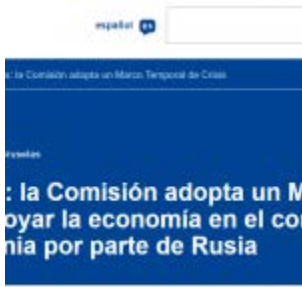 español es
: la Comisión adopta un Marco Temporal de Crisis
ruselas
: la Comisión adopta un M
oyar la economía en el co
nia por parte de Rusia